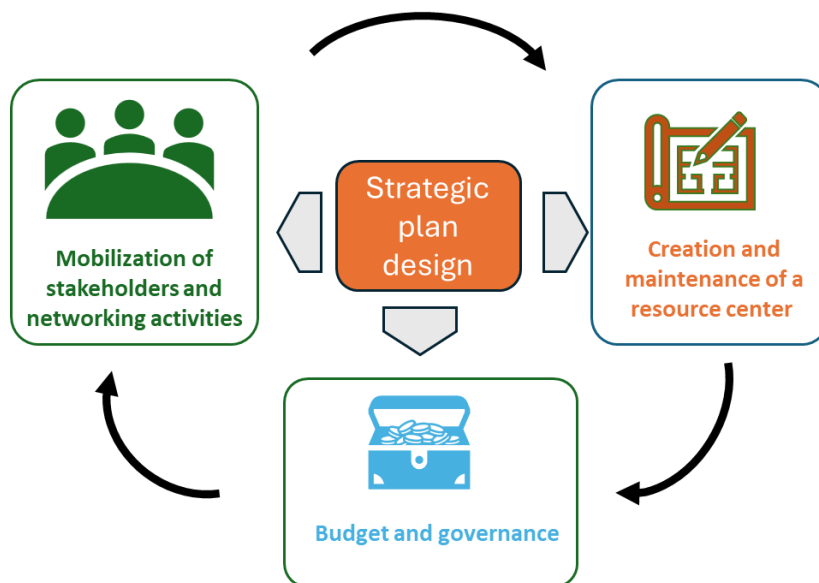 Strategic
plan
design
Mobilization of
stakeholders and
networking activities
Creation and
maintenance of a
resource center
Budget and governance